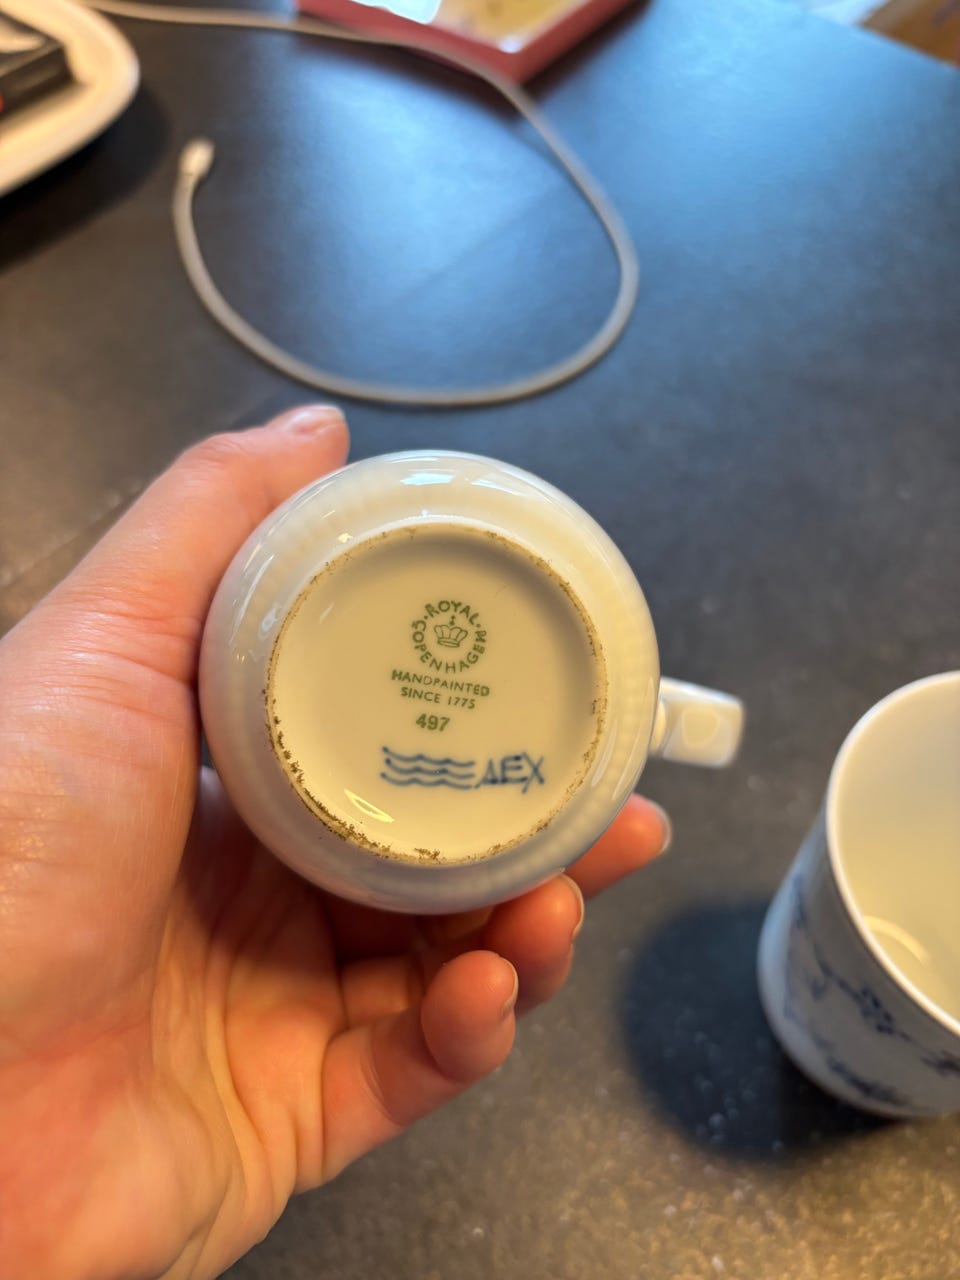 ROYAL
COPENHAGEN
HANDPAINTED
SINCE 1775
497
AEX